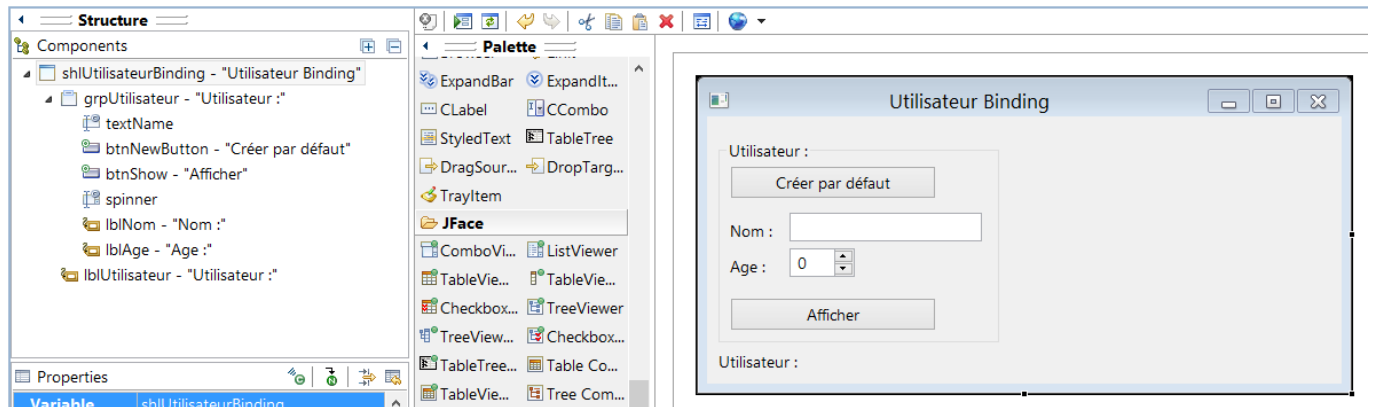 Structure
Components
shlUtilisateurBinding - "Utilisateur Binding"
grpUtilisateur - "Utilisateur :"
textName
btnNewButton - "Créer par défaut"
btnShow - "Afficher"
spinner
lblNom - "Nom :"
lblAge - "Age :"
lblUtilisateur - "Utilisateur :"
Properties
Variable shlUtilisateurBinding
Palette
ExpandBar ExpandIt...
CLabel CCombo
StyledText TableTree
DragSour... DropTarg...
TrayItem
JFace
ComboVi... ListViewer
TableVie... TableVie...
Checkbox... TreeViewer
TreeView... Checkbox...
TableTree... Table Co...
TableVie... Tree Com...
Utilisateur Binding
Utilisateur :
Créer par défaut
Nom :
Age : 0
Afficher
Utilisateur :